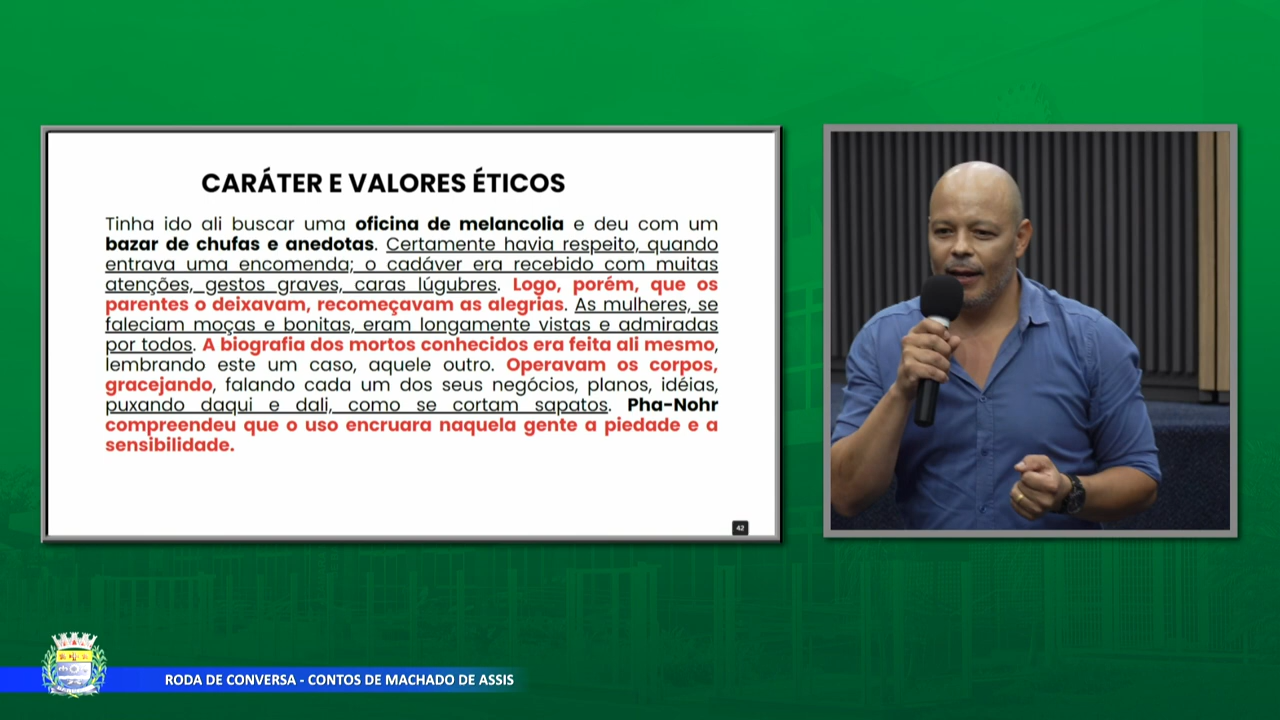 CARÁTER E VALORES ÉTICOS
Tinha ido ali buscar uma oficina de melancolia e deu com um
bazar de chufas e anedotas. Certamente havia respeito, quando
entrava uma encomenda; o cadáver era recebido com muitas
atenções, gestos graves, caras lúgubres. Logo, porém, que os
parentes o deixavam, recomeçavam as alegrias. As mulheres, se
faleciam moças e bonitas, eram longamente vistas e admiradas
por todos. A biografia dos mortos conhecidos era feita ali mesmo,
lembrando este um caso, aquele outro. Operavam os corpos,
gracejando, falando cada um dos seus negócios, planos, idéias,
puxando daqui e dali, como se cortam sapatos. Pha-Nohr
compreendeu que o uso encruara naquela gente a piedade e a
sensibilidade.
42
RODA DE CONVERSA - CONTOS DE MACHADO DE ASSIS